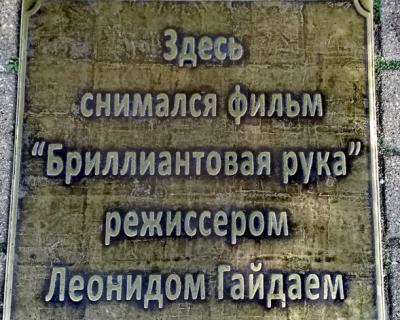 Здесь
снимался фильм
“Бриллиантовая рука”
режиссером
Леонидом Гайдаем